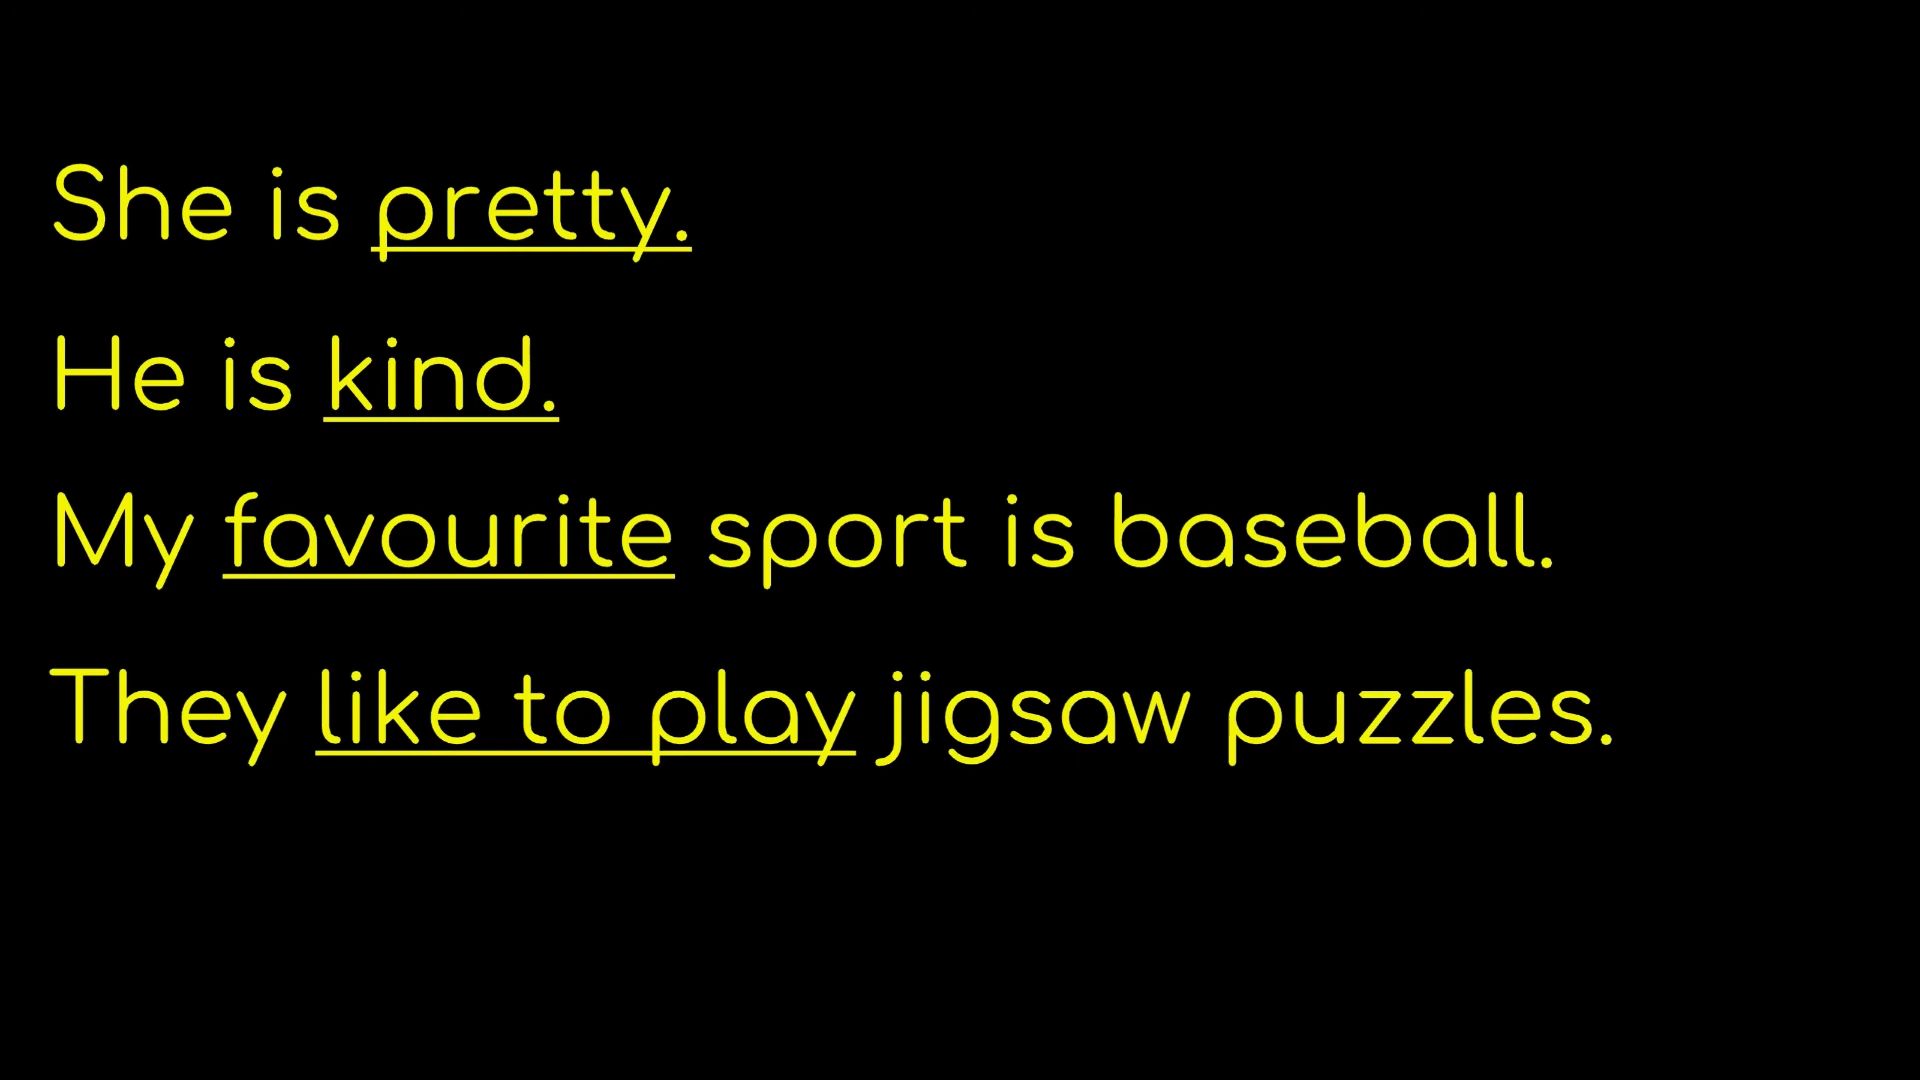 She is pretty.
He is kind.
My favourite sport is baseball.
They like to play jigsaw puzzles.